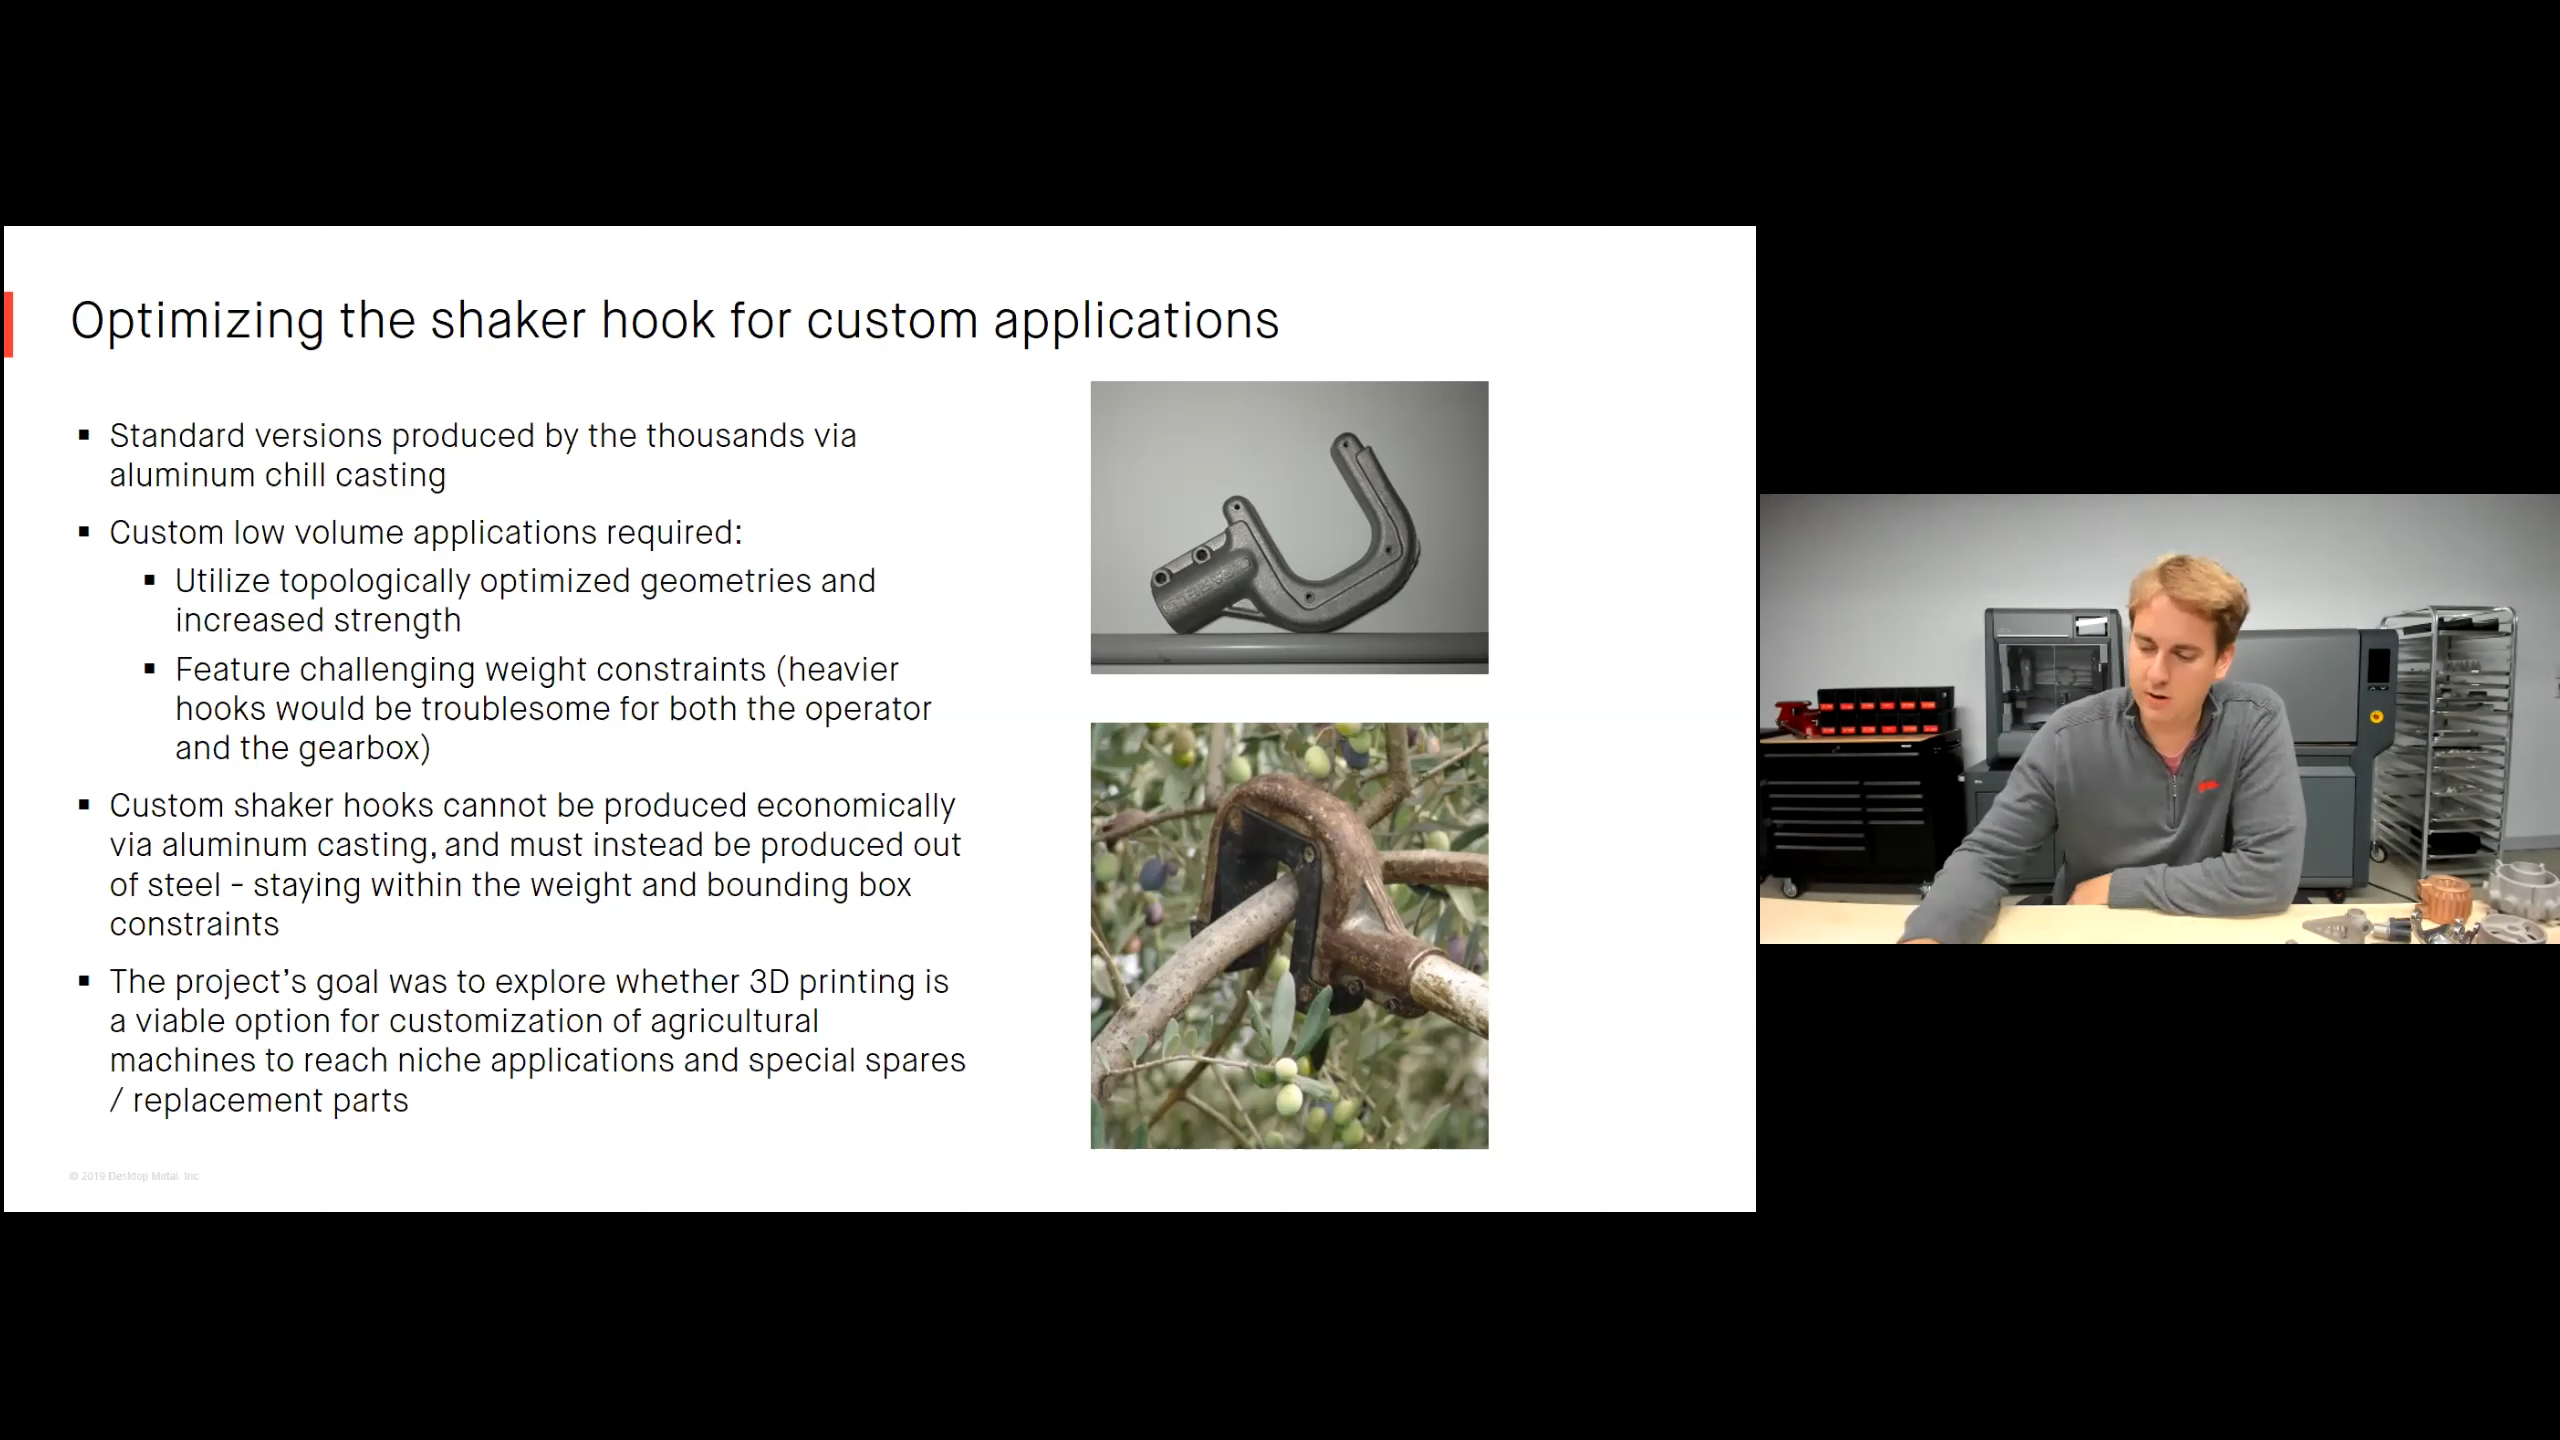 Optimizing the shaker hook for custom applications
▪ Standard versions produced by the thousands via
aluminum chill casting
▪ Custom low volume applications required:
▪ Utilize topologically optimized geometries and
increased strength
▪ Feature challenging weight constraints (heavier
hooks would be troublesome for both the operator
and the gearbox)
▪ Custom shaker hooks cannot be produced economically
via aluminum casting, and must instead be produced out
of steel - staying within the weight and bounding box
constraints
▪ The project’s goal was to explore whether 3D printing is
a viable option for customization of agricultural
machines to reach niche applications and special spares
/ replacement parts
© 2019 Desktop Metal, Inc